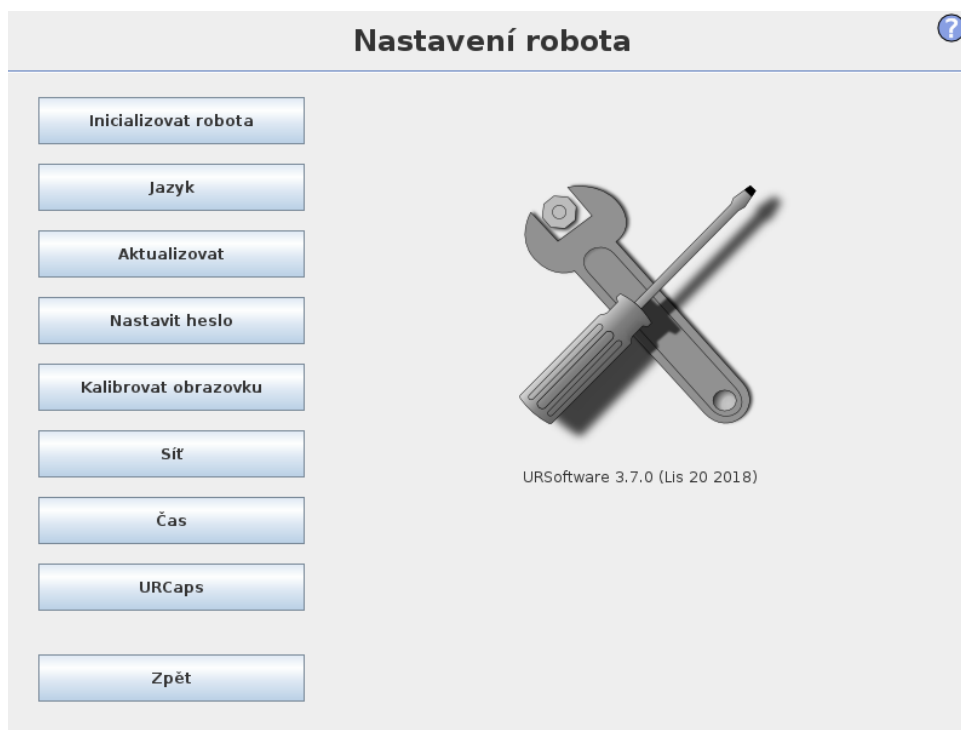 Nastavení robota
?
Inicializovat robota
Jazyk
Aktualizovat
Nastavit heslo
Kalibrovat obrazovku
Síť
Čas
URCaps
Zpět
URSoftware 3.7.0 (Lis 20 2018)